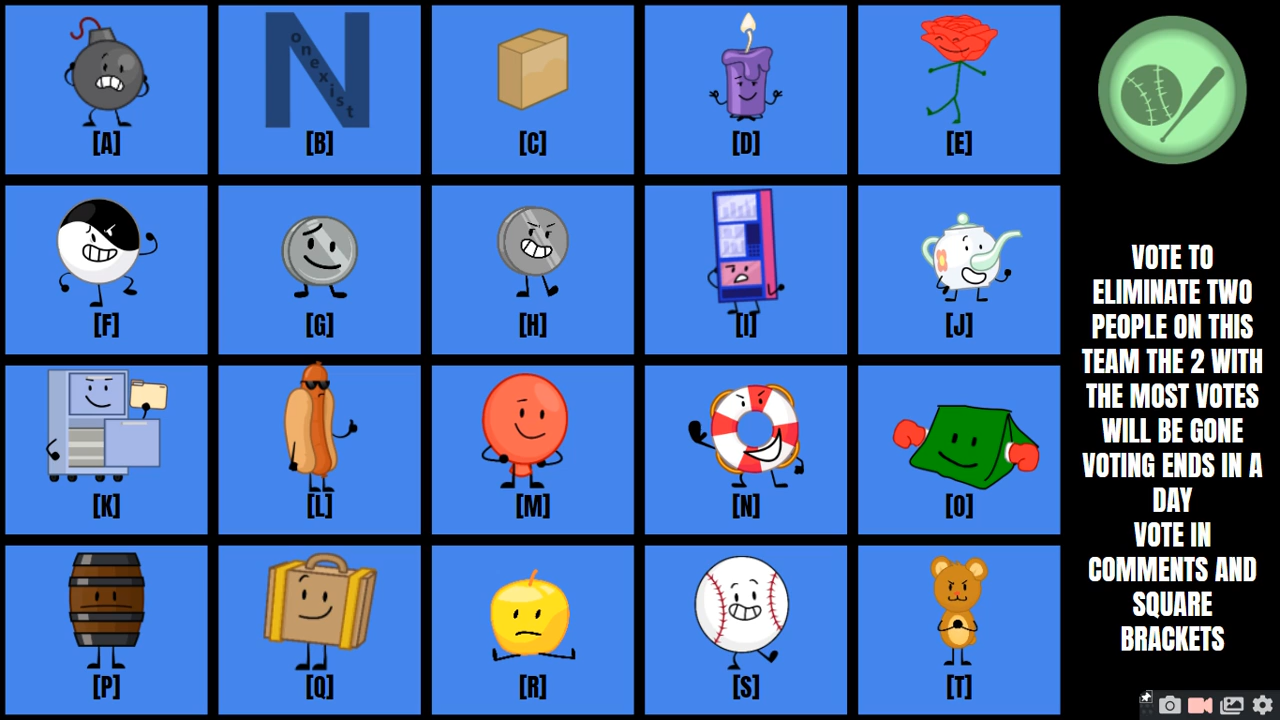 N
onexist
[A]
[B]
[C]
[D]
[E]
[F]
[G]
[H]
[I]
[J]
[K]
[L]
[M]
[N]
[O]
[P]
[Q]
[R]
[S]
[T]
VOTE TO
ELIMINATE TWO
PEOPLE ON THIS
TEAM THE 2 WITH
THE MOST VOTES
WILL BE GONE
VOTING ENDS IN A
DAY
VOTE IN
COMMENTS AND
SQUARE
BRACKETS